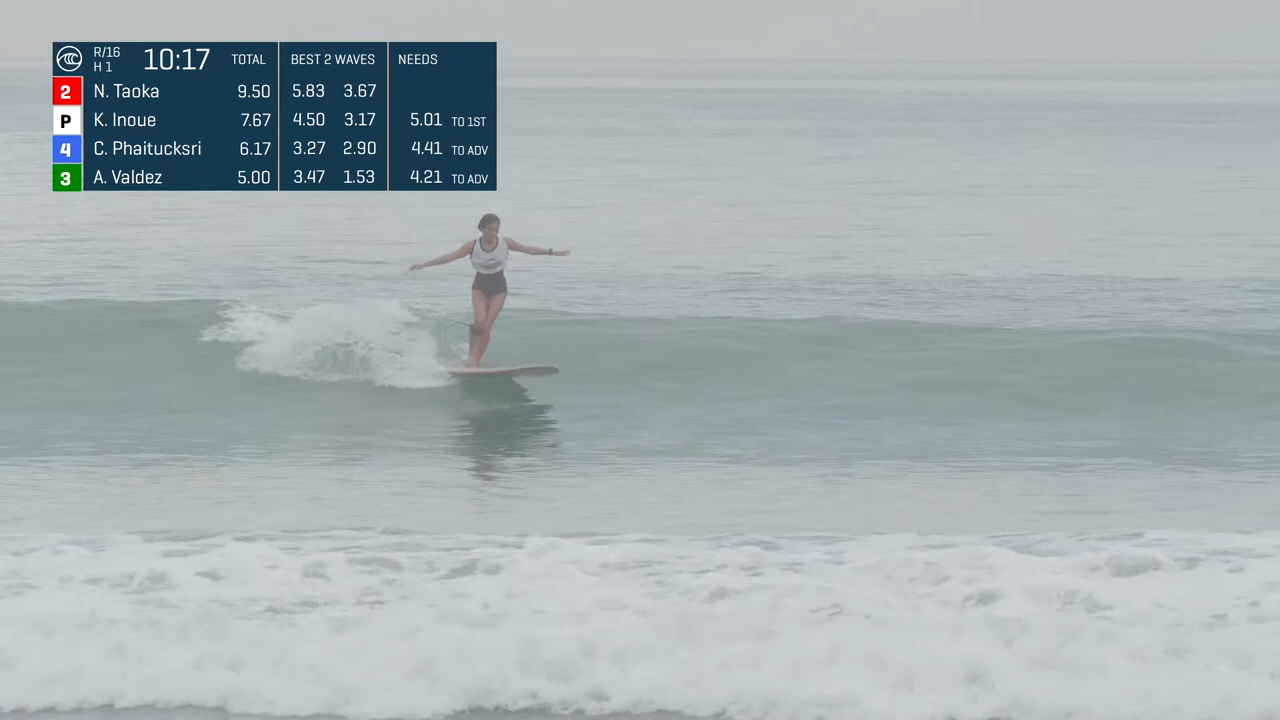 R/16 H 1 10:17 TOTAL BEST 2 WAVES NEEDS
2 N. Taoka 9.50 5.83 3.67
P K. Inoue 7.67 4.50 3.17 5.01 TO 1ST
4 C. Phaitucksri 6.17 3.27 2.90 4.41 TO ADV
3 A. Valdez 5.00 3.47 1.53 4.21 TO ADV